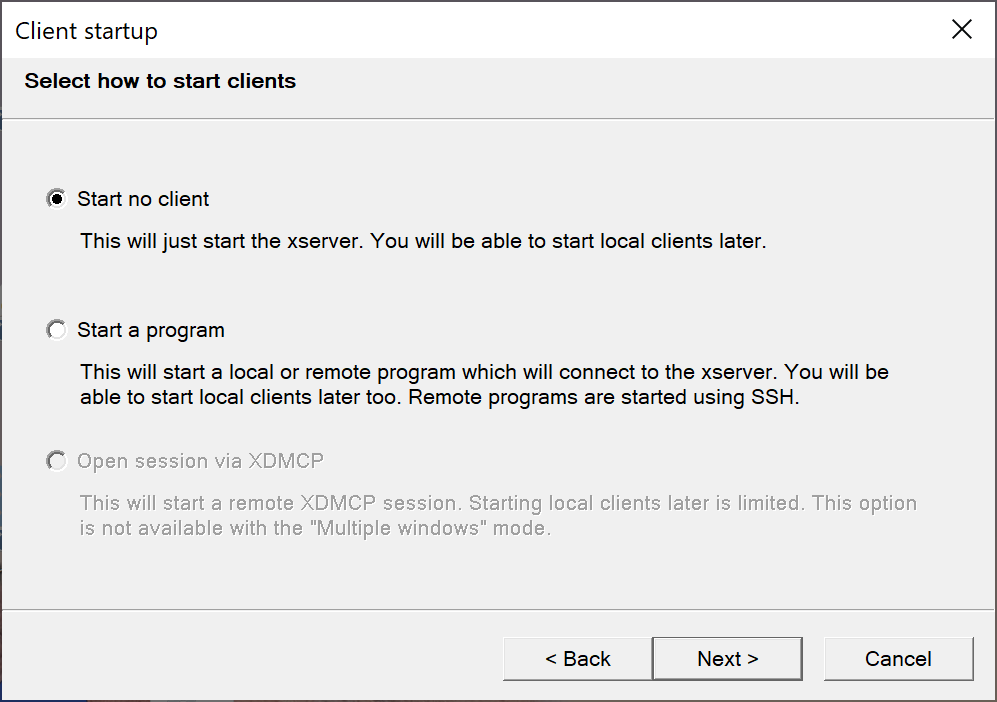 Client startup
Select how to start clients
Start no client
This will just start the xserver. You will be able to start local clients later.
Start a program
This will start a local or remote program which will connect to the xserver. You will be
able to start local clients later too. Remote programs are started using SSH.
Open session via XDMCP
This will start a remote XDMCP session. Starting local clients later is limited. This option
is not available with the "Multiple windows" mode.
< Back Next > Cancel